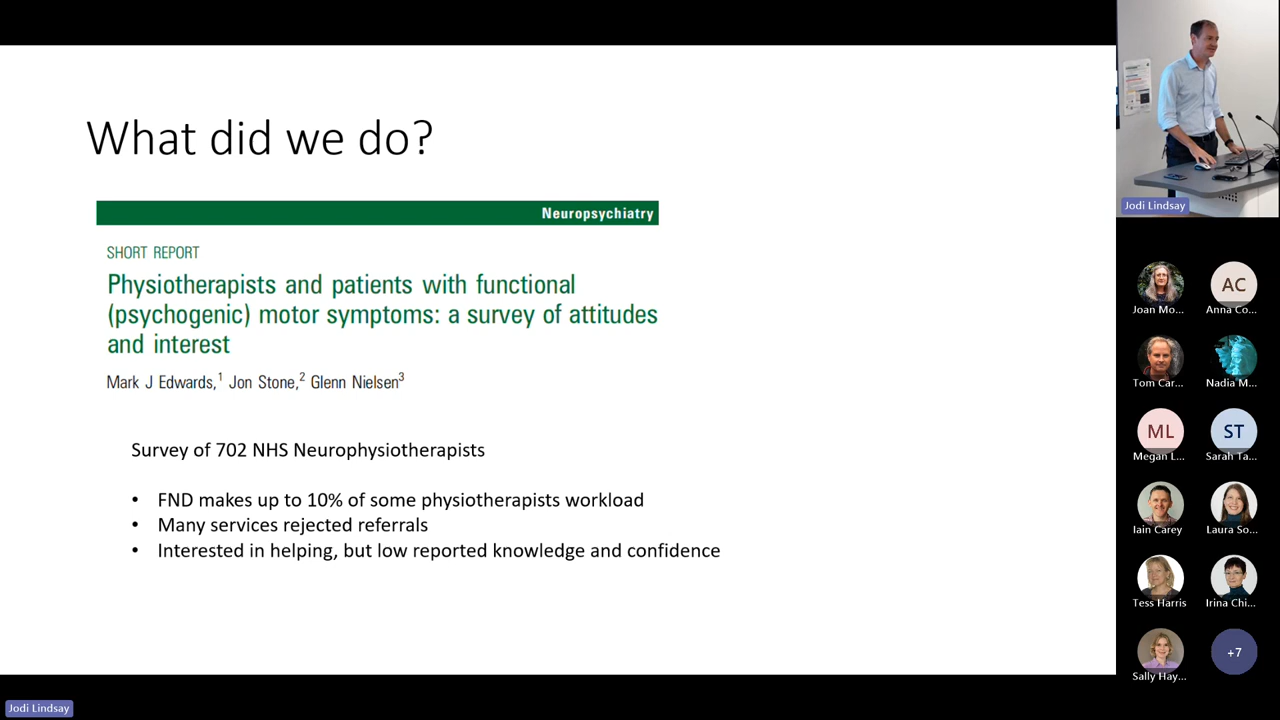 What did we do?
Neuropsychiatry
SHORT REPORT
Physiotherapists and patients with functional
(psychogenic) motor symptoms: a survey of attitudes
and interest
Mark J Edwards,1 Jon Stone,2 Glenn Nielsen3
Survey of 702 NHS Neurophysiotherapists
• FND makes up to 10% of some physiotherapists workload
• Many services rejected referrals
• Interested in helping, but low reported knowledge and confidence
Jodi Lindsay
Joan Mo...
AC
Anna Co...
Tom Car...
Nadia M...
ML
Megan L...
ST
Sarah Ta...
Iain Carey
Laura So...
Tess Harris
Irina Chi...
Sally Hay...
+7
Jodi Lindsay